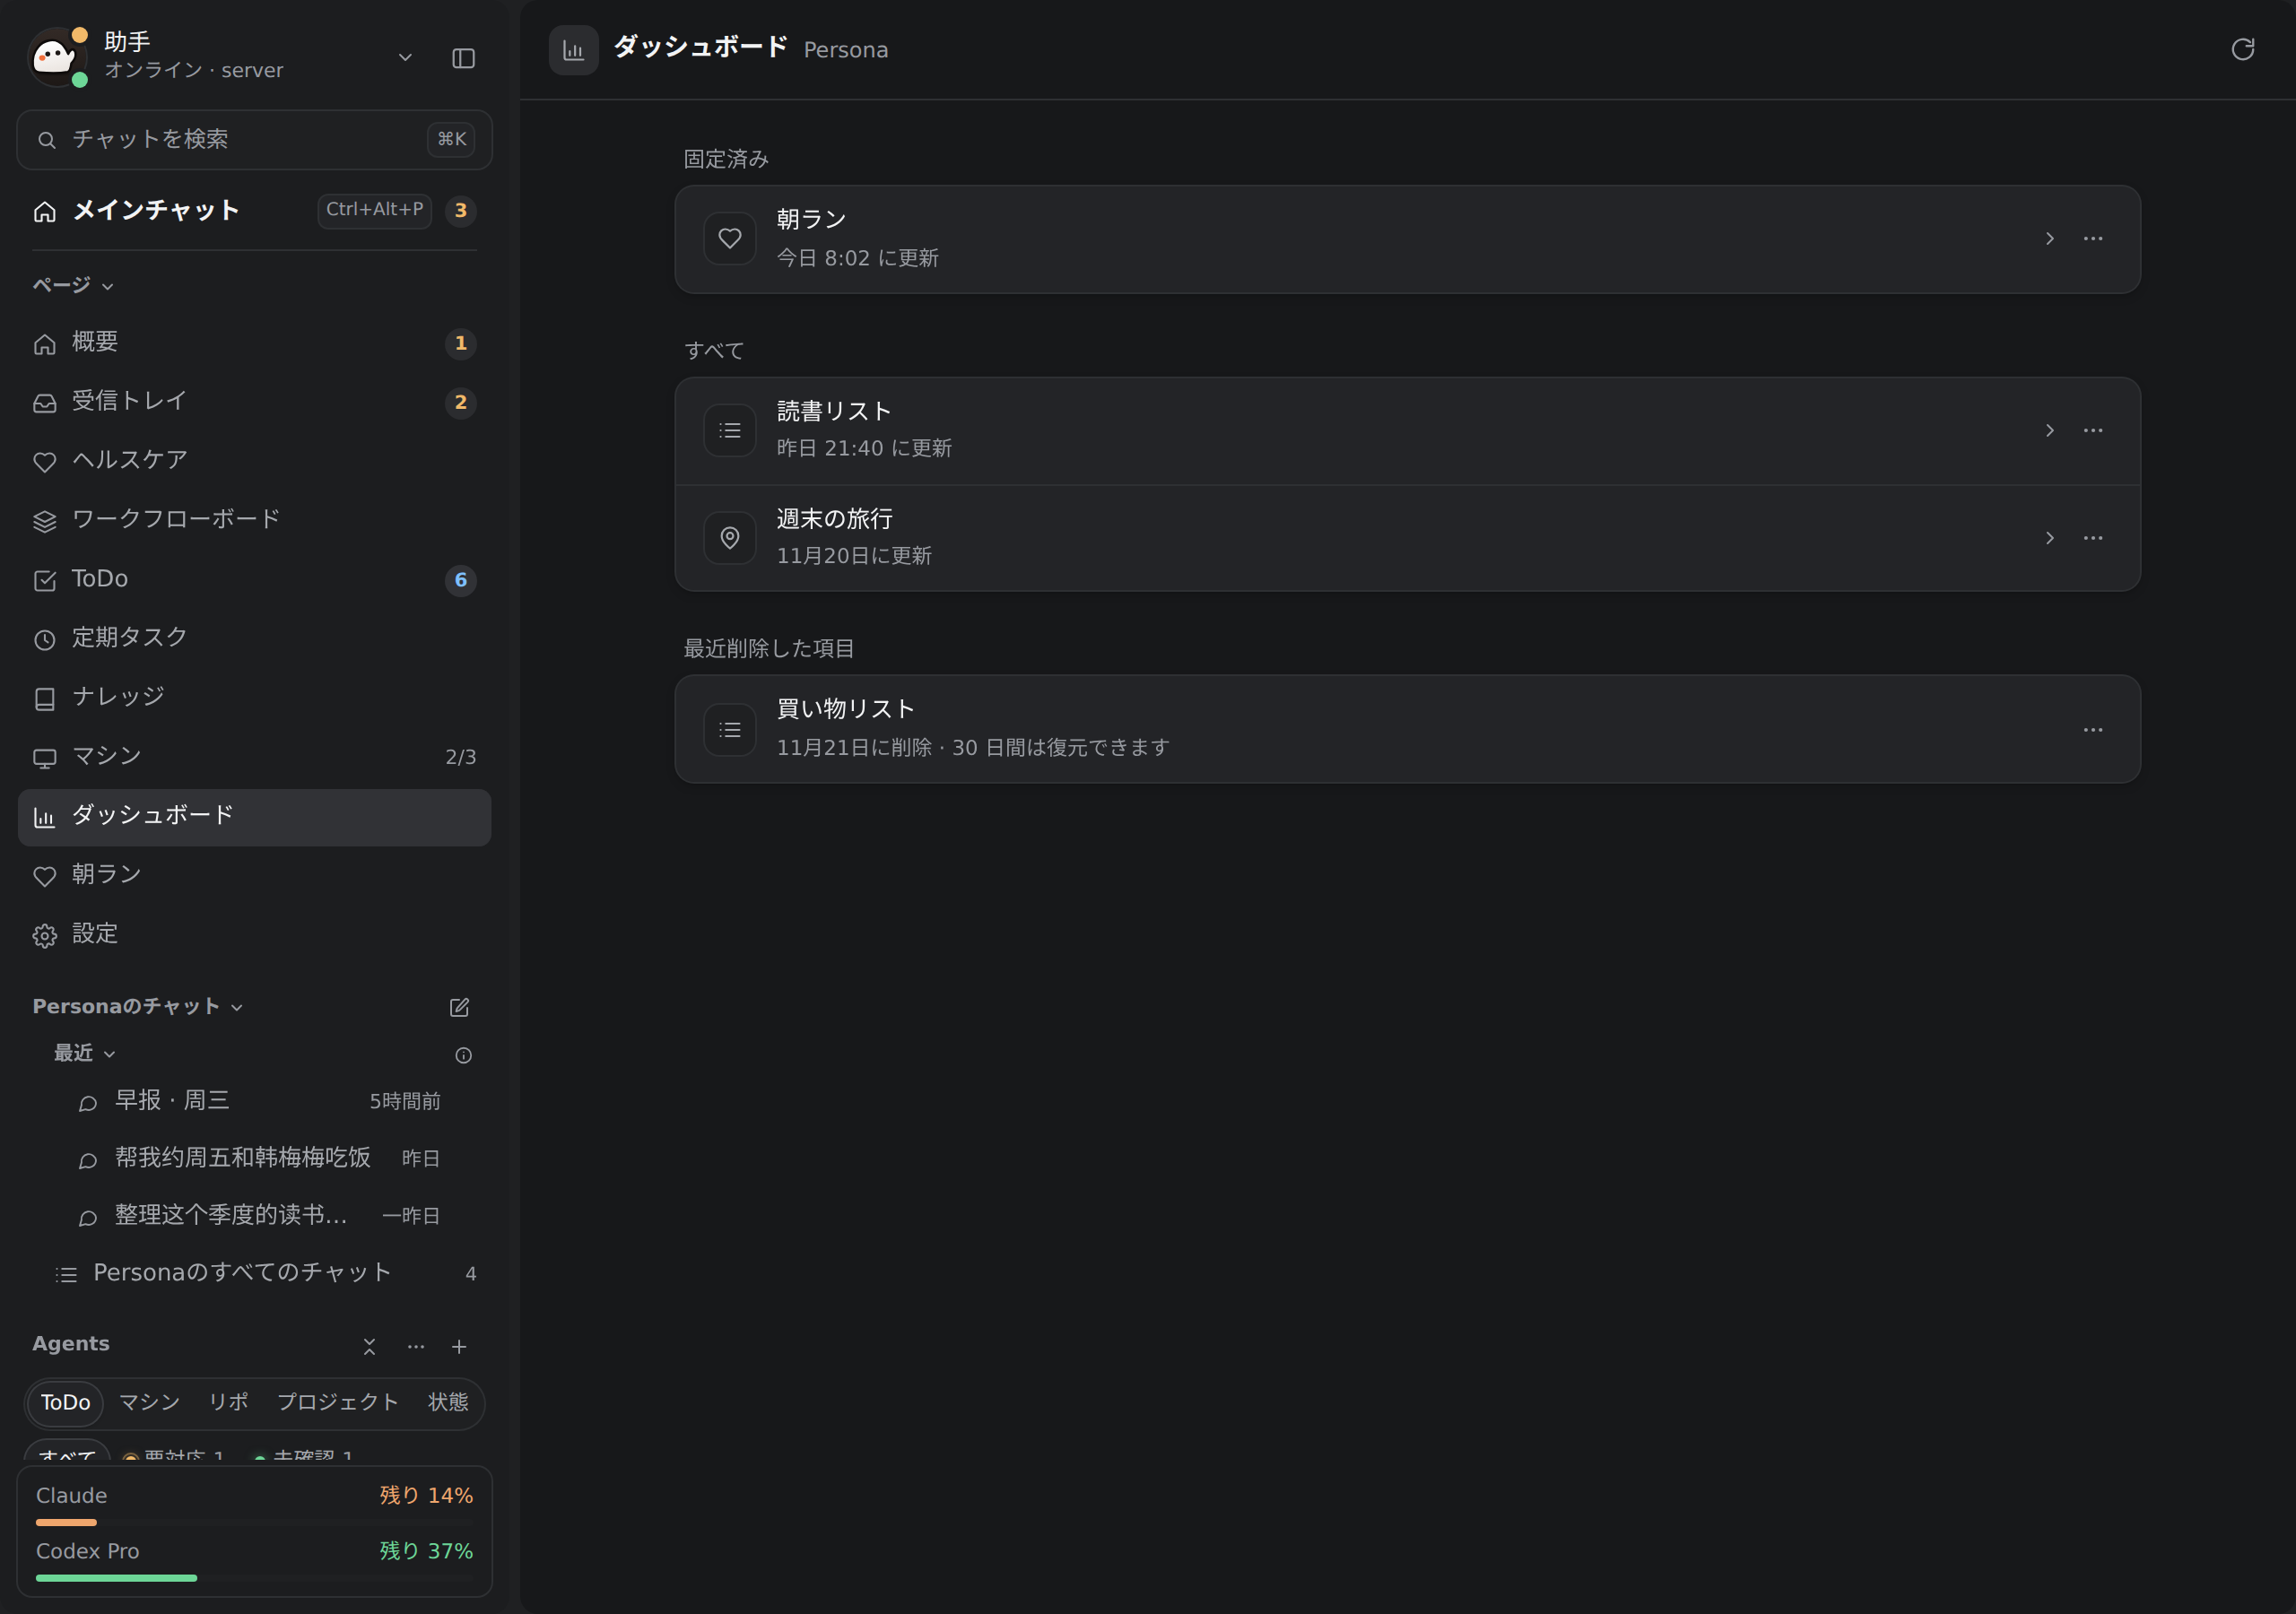 助手
オンライン · server
チャットを検索
⌘K
メインチャット
Ctrl+Alt+P
3
ページ
概要
1
受信トレイ
2
ヘルスケア
ワークフローボード
ToDo
6
定期タスク
ナレッジ
マシン
2/3
ダッシュボード
朝ラン
設定
Personaのチャット
最近
早报 · 周三
5時間前
帮我约周五和韩梅梅吃饭
昨日
整理这个季度的读书…
一昨日
Personaのすべてのチャット
4
Agents
ToDo マシン リポ プロジェクト 状態
すべて 要対応 1 未確認 1
Claude
残り 14%
Codex Pro
残り 37%
ダッシュボード Persona
固定済み
朝ラン
今日 8:02 に更新
すべて
読書リスト
昨日 21:40 に更新
週末の旅行
11月20日に更新
最近削除した項目
買い物リスト
11月21日に削除 · 30 日間は復元できます